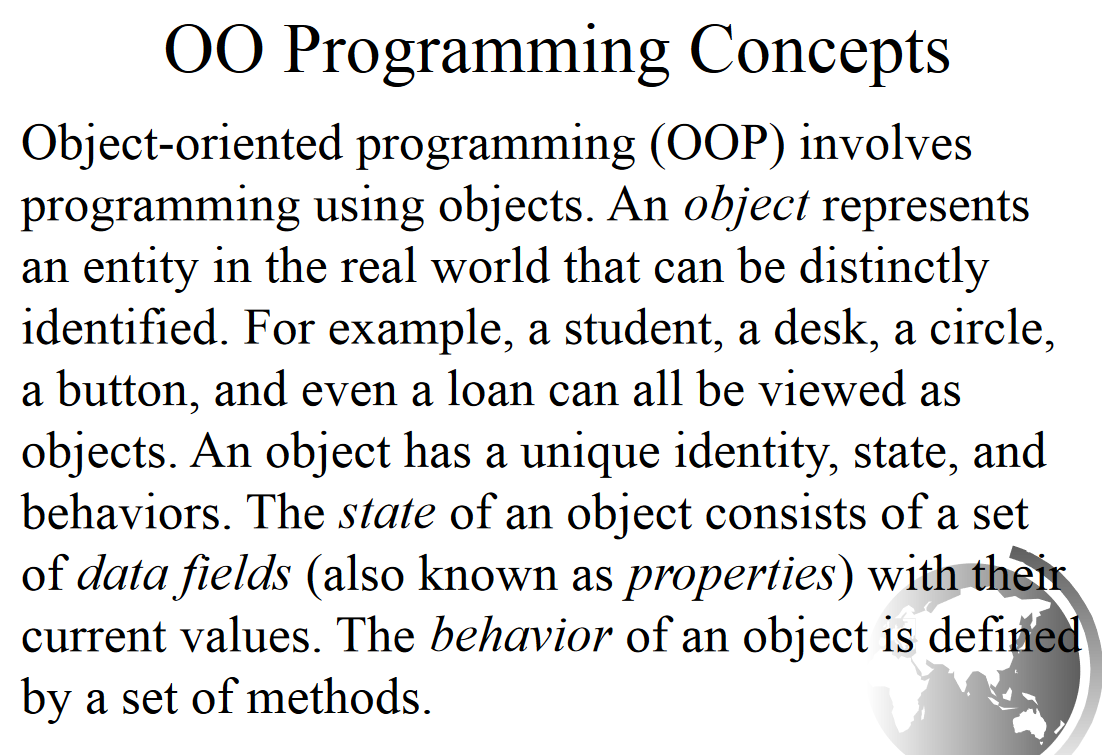 OO Programming Concepts
Object-oriented programming (OOP) involves
programming using objects. An object represents
an entity in the real world that can be distinctly
identified. For example, a student, a desk, a circle,
a button, and even a loan can all be viewed as
objects. An object has a unique identity, state, and
behaviors. The state of an object consists of a set
of data fields (also known as properties) with their
current values. The behavior of an object is defined
by a set of methods.